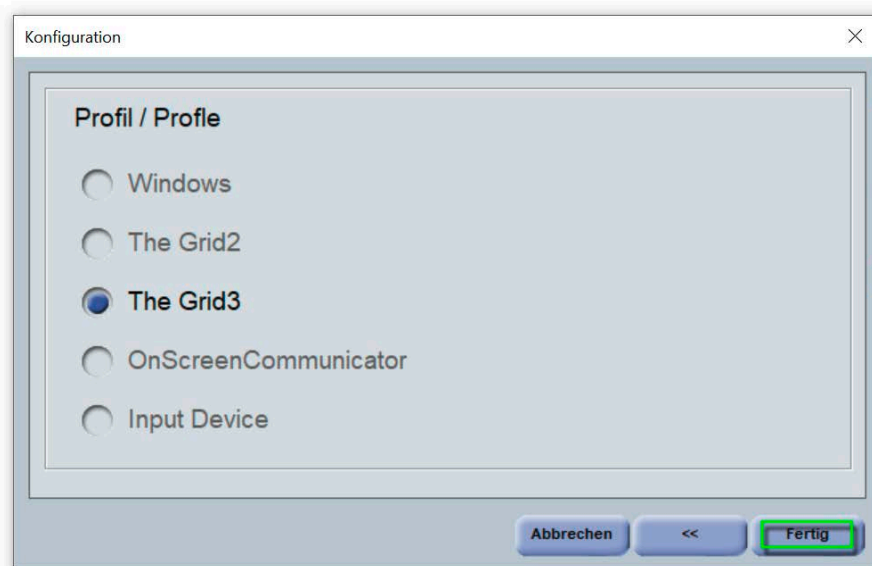 Konfiguration
Profil / Profle
Windows
The Grid2
The Grid3
OnScreenCommunicator
Input Device
Abbrechen << Fertig